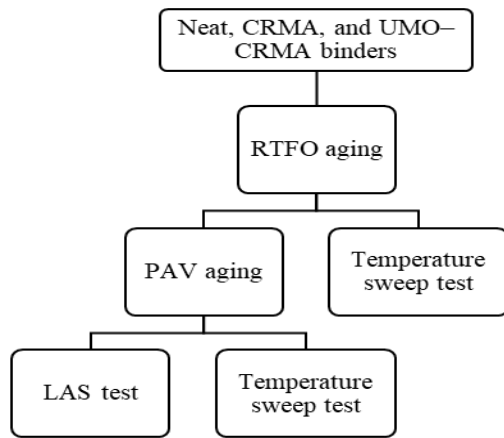 Neat, CRMA, and UMO–
CRMA binders
RTFO aging
PAV aging
Temperature
sweep test
LAS test
Temperature
sweep test